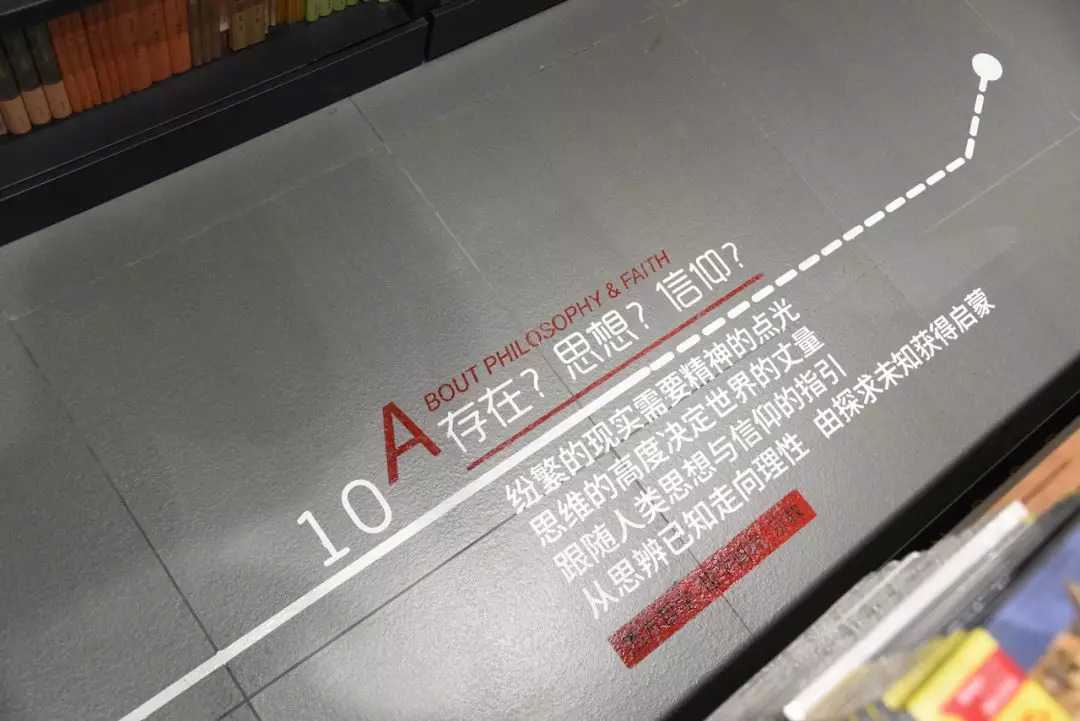 10
ABOUT PHILOSOPHY & FAITH
存在？思想？信仰？
纷繁的现实需要精神的点光
思维的高度决定世界的丈量
跟随人类思想与信仰的指引
从思辨已知走向理性 由探求未知获得启蒙